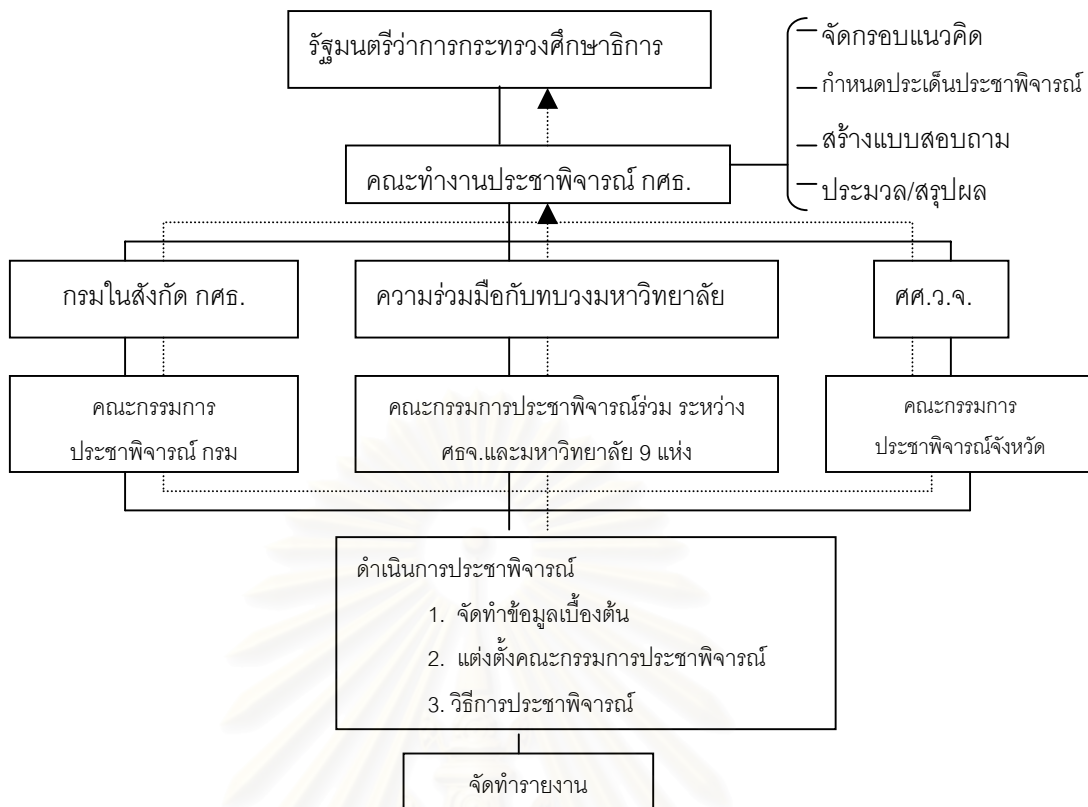 รัฐมนตรีว่าการกระทรวงศึกษาธิการ
จัดกรอบแนวคิด
กำหนดประเด็นประชาพิจารณ์
สร้างแบบสอบถาม
ประมวล/สรุปผล
คณะทำงานประชาพิจารณ์ กศธ.
กรมในสังกัด กศธ.
ความร่วมมือกับทบวงมหาวิทยาลัย
ศศ.ว.จ.
คณะกรรมการ
ประชาพิจารณ์ กรม
คณะกรรมการประชาพิจารณ์ร่วม ระหว่าง
ศธจ.และมหาวิทยาลัย 9 แห่ง
คณะกรรมการ
ประชาพิจารณ์จังหวัด
ดำเนินการประชาพิจารณ์
1. จัดทำข้อมูลเบื้องต้น
2. แต่งตั้งคณะกรรมการประชาพิจารณ์
3. วิธีการประชาพิจารณ์
จัดทำรายงาน